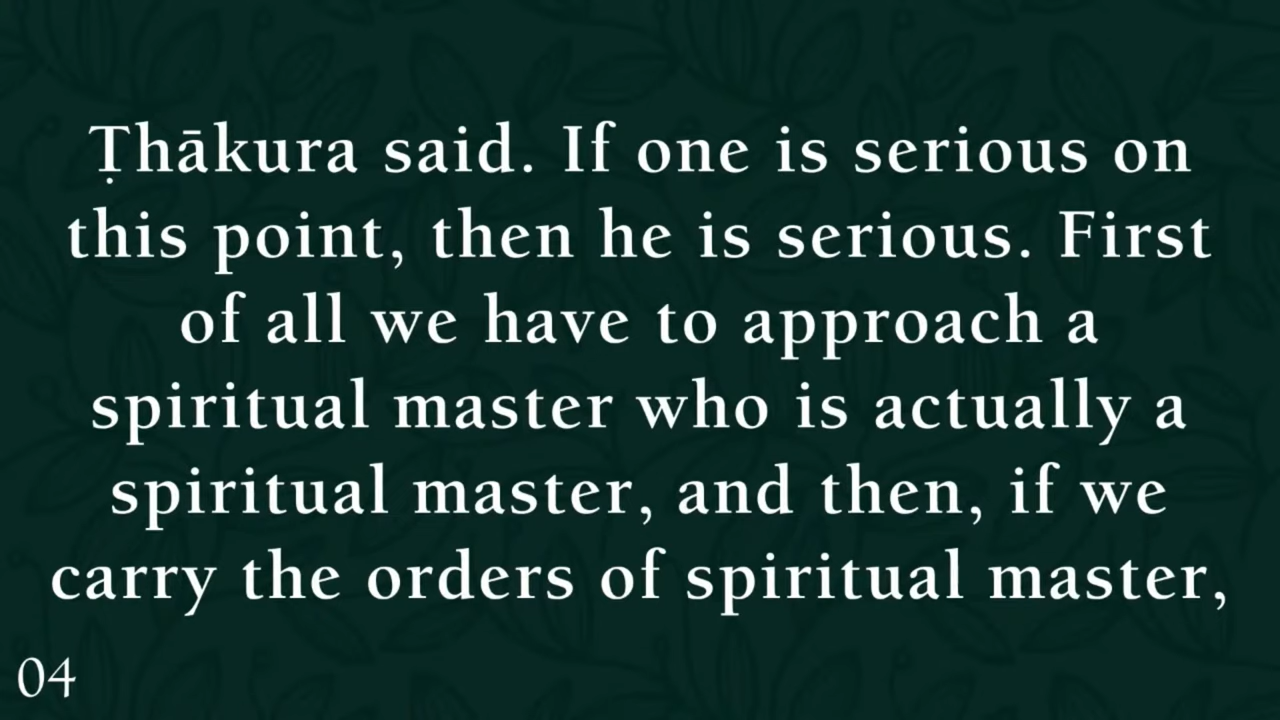 Ṭhākura said. If one is serious on
this point, then he is serious. First
of all we have to approach a
spiritual master who is actually a
spiritual master, and then, if we
carry the orders of spiritual master,
04